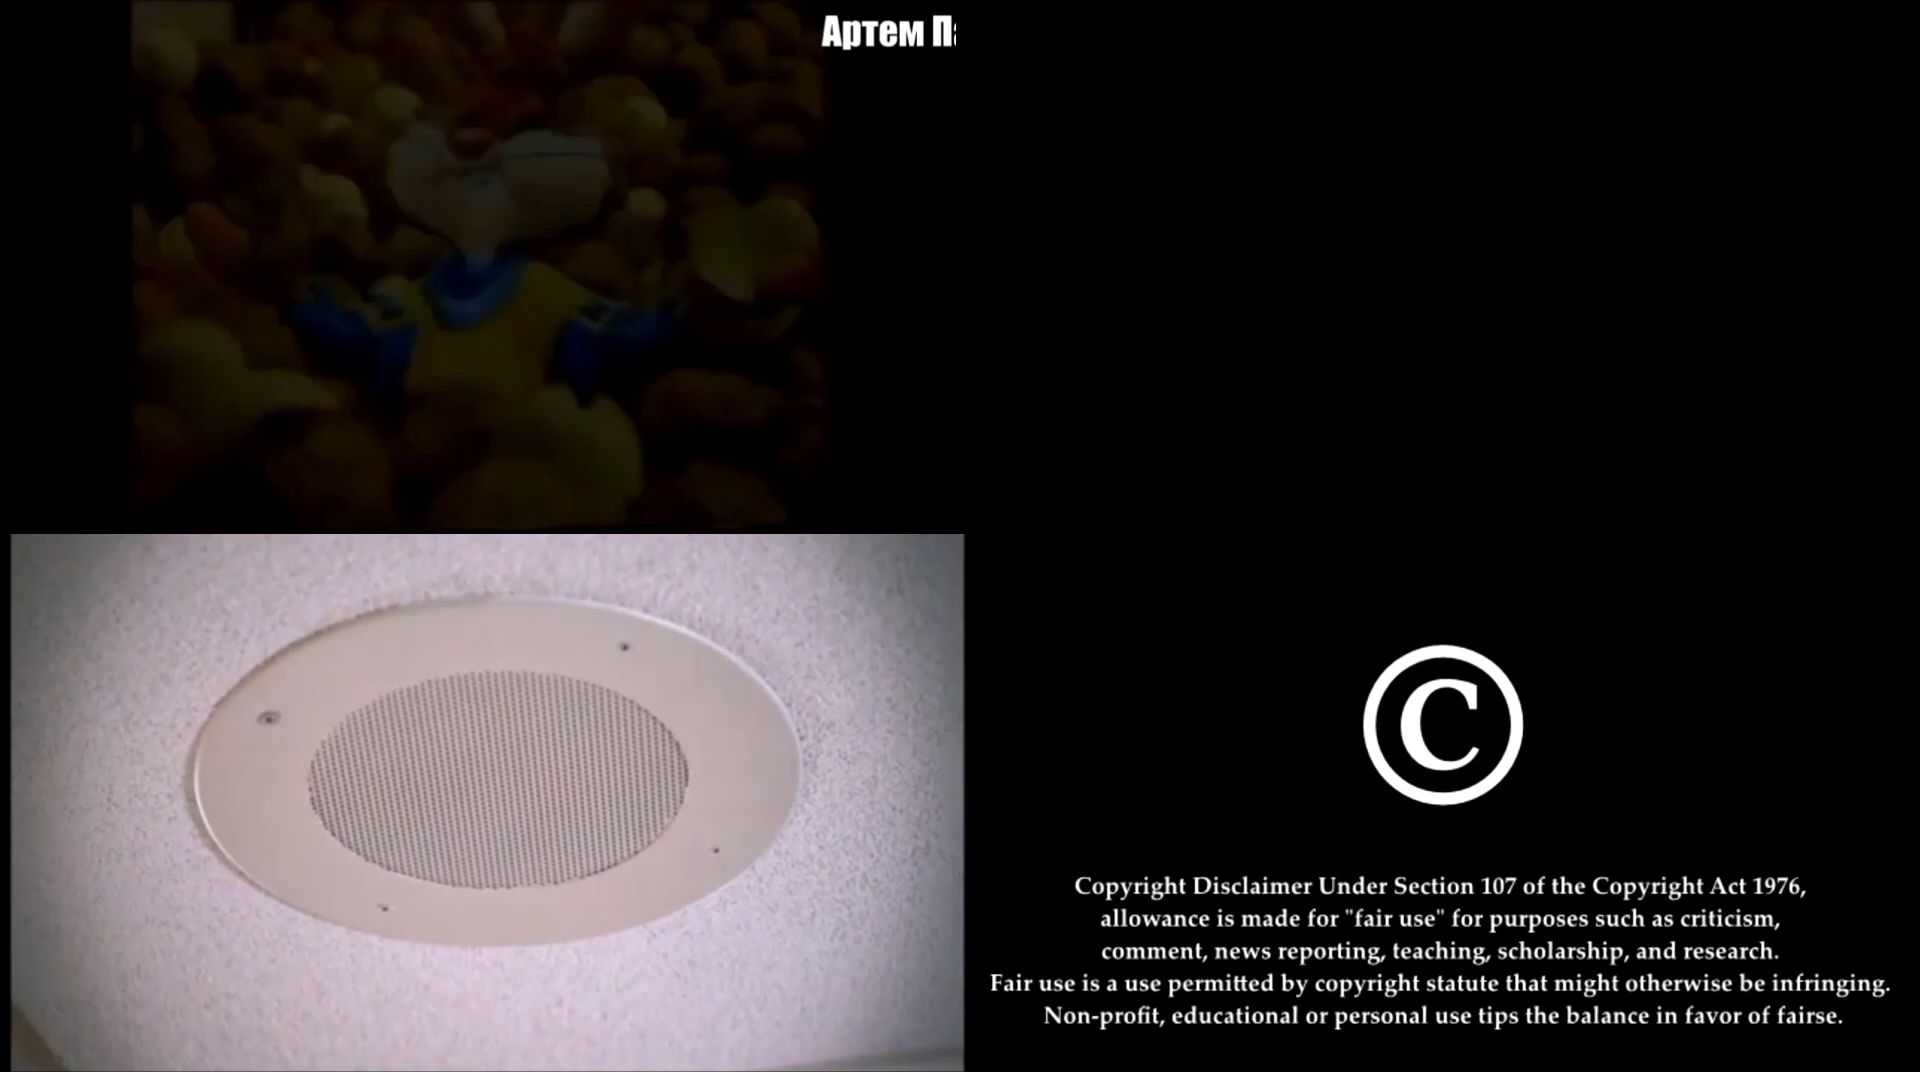 Артем
©
Copyright Disclaimer Under Section 107 of the Copyright Act 1976,
allowance is made for "fair use" for purposes such as criticism,
comment, news reporting, teaching, scholarship, and research.
Fair use is a use permitted by copyright statute that might otherwise be infringing.
Non-profit, educational or personal use tips the balance in favor of fairse.